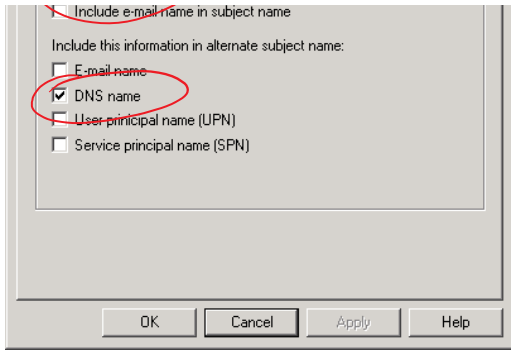 Include e-mail name in subject name
Include this information in alternate subject name:
E-mail name
DNS name
User prinicipal name (UPN)
Service principal name (SPN)
OK Cancel Apply Help